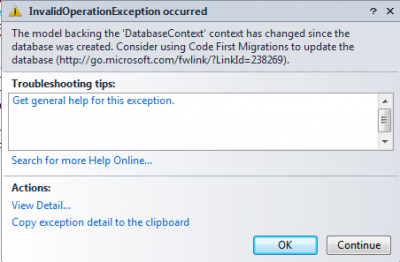 InvalidOperationException occurred
? X
The model backing the 'DatabaseContext' context has changed since the
database was created. Consider using Code First Migrations to update the
database (http://go.microsoft.com/fwlink/?LinkId=238269).
Troubleshooting tips:
Get general help for this exception.
Search for more Help Online...
Actions:
View Detail...
Copy exception detail to the clipboard
OK
Continue